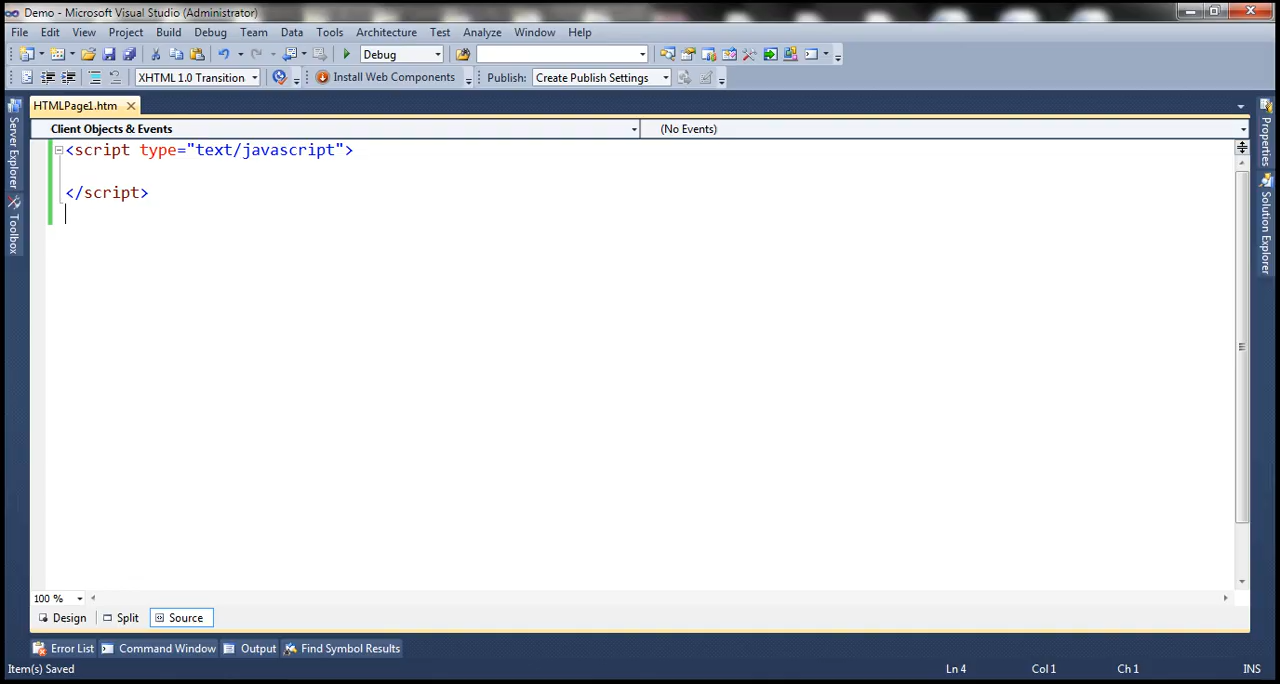 Demo - Microsoft Visual Studio (Administrator)
File Edit View Project Build Debug Team Data Tools Architecture Test Analyze Window Help
Debug
XHTML 1.0 Transition Install Web Components Publish: Create Publish Settings
HTMLPage1.htm
Client Objects & Events (No Events)
<script type="text/javascript">
</script>
Server Explorer
Toolbox
Properties
Solution Explorer
100 %
Design Split Source
Error List Command Window Output Find Symbol Results
Item(s) Saved Ln 4 Col 1 Ch 1 INS